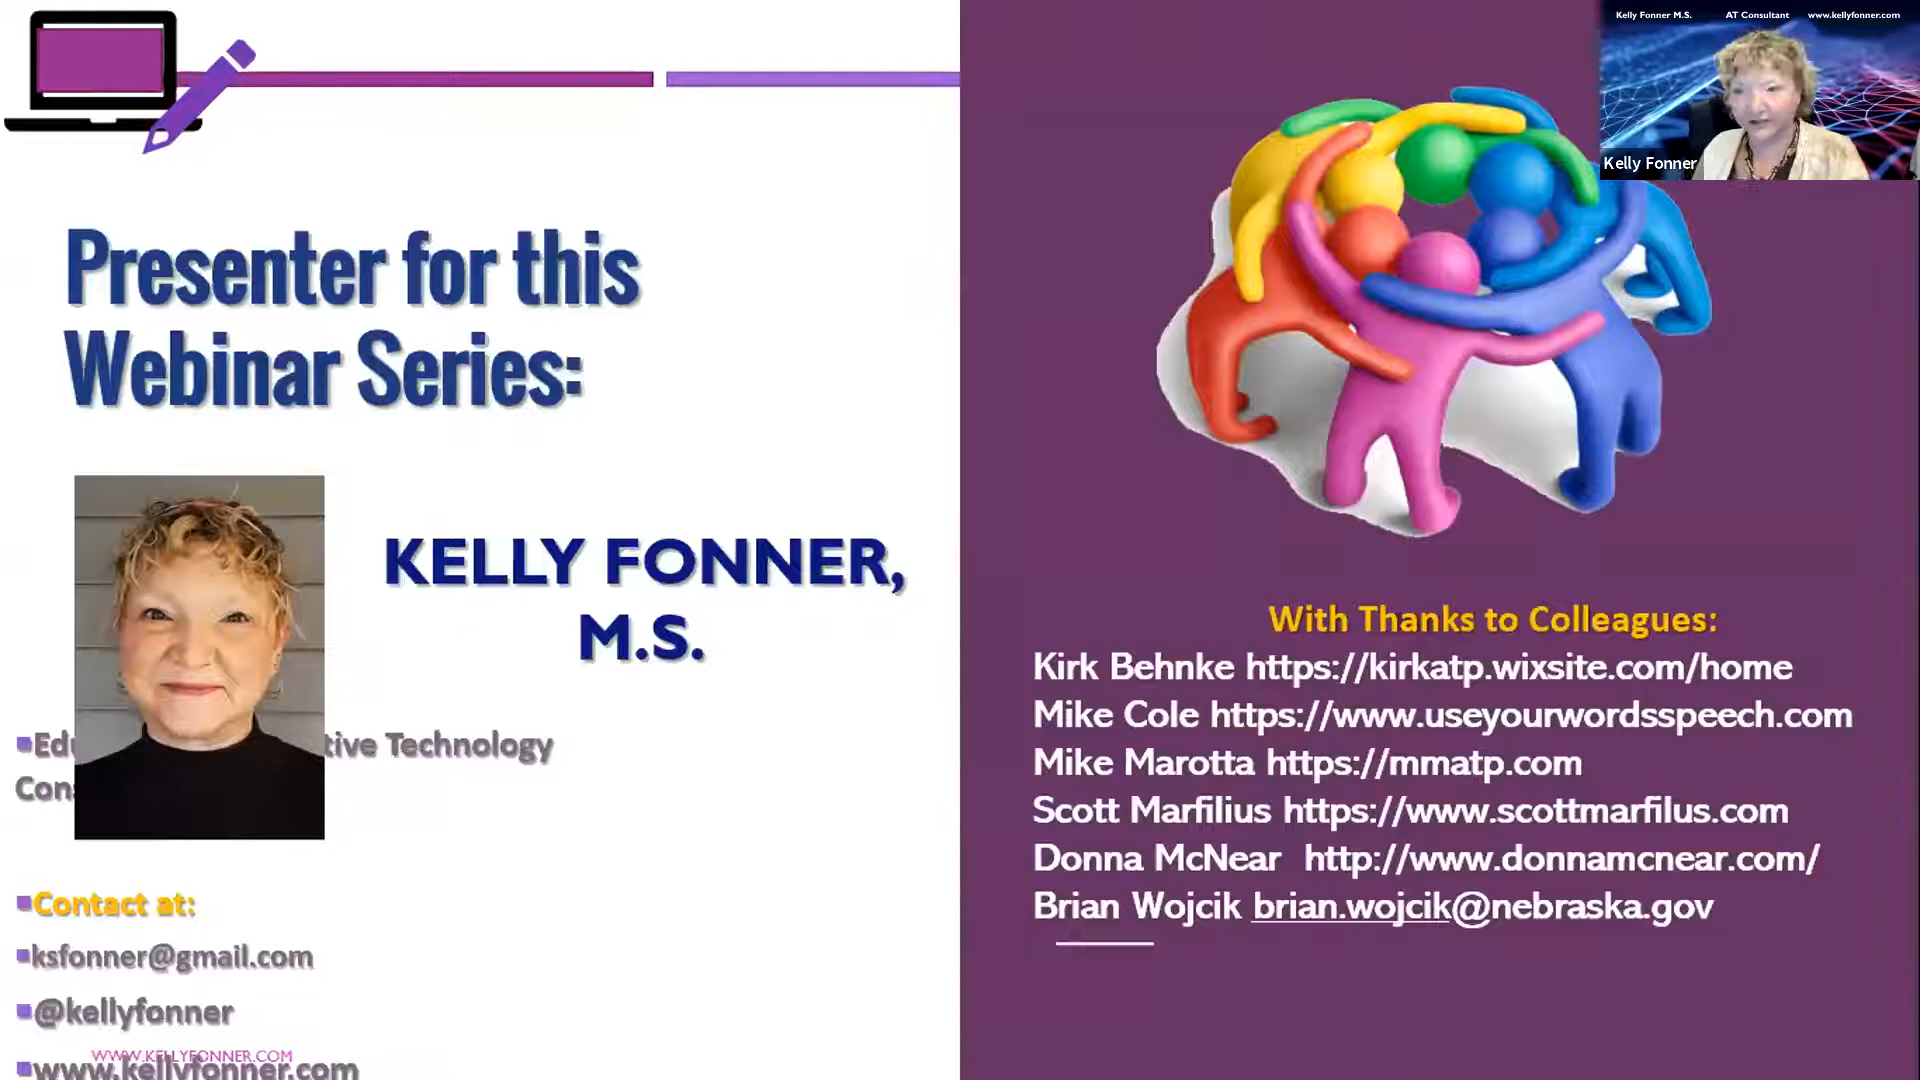 Presenter for this
Webinar Series:
KELLY FONNER,
M.S.
tive Technology
Contact at:
ksfonner@gmail.com
@kellyfonner
WWW.KELLYFONNER.COM
www.kellyfonner.com
Kelly Fonner M.S. AT Consultant www.kellyfonner.com
Kelly Fonner
With Thanks to Colleagues:
Kirk Behnke https://kirkatp.wixsite.com/home
Mike Cole https://www.useyourwordsspeech.com
Mike Marotta https://mmatp.com
Scott Marfilius https://www.scottmarfilus.com
Donna McNear http://www.donnamcnear.com/
Brian Wojcik brian.wojcik@nebraska.gov